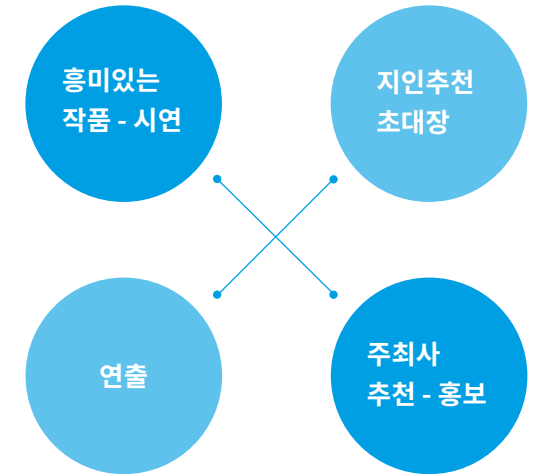 흥미있는
작품 - 시연
지인추천
초대장
연출
주최사
추천 - 홍보